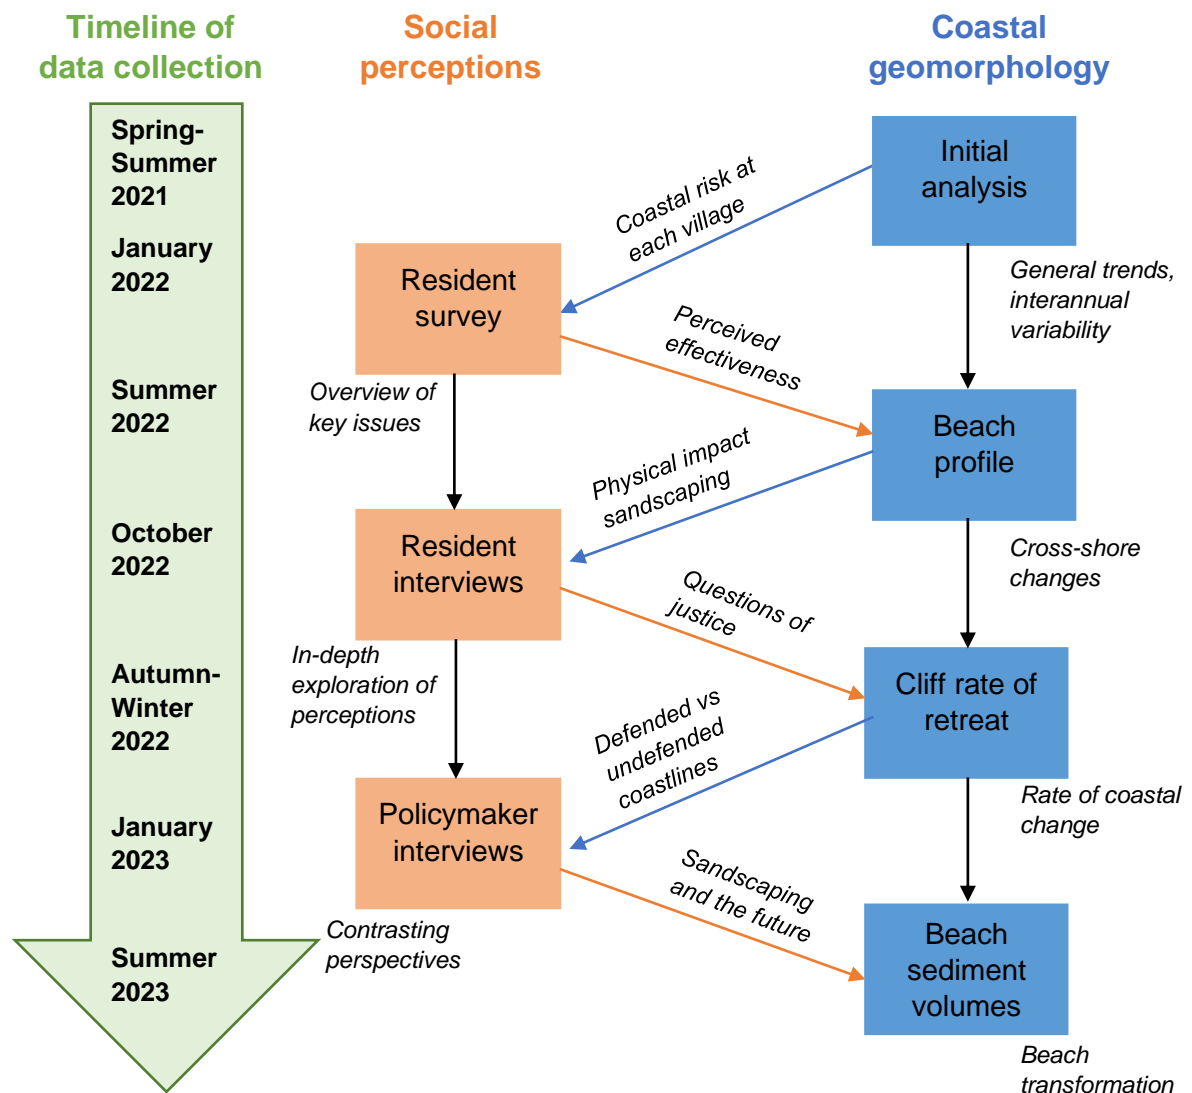 Timeline of
data collection
Social
perceptions
Coastal
geomorphology
Spring-
Summer
2021
January
2022
Summer
2022
October
2022
Autumn-
Winter
2022
January
2023
Summer
2023
Initial
analysis
Coastal risk at
each village
General trends,
interannual
variability
Resident
survey
Perceived
effectiveness
Overview of
key issues
Beach
profile
Physical impact
sandscaping
Cross-shore
changes
Resident
interviews
Questions of
justice
In-depth
exploration of
perceptions
Cliff rate of
retreat
Defended vs
undefended
coastlines
Rate of coastal
change
Policymaker
interviews
Sandscaping
and the future
Contrasting
perspectives
Beach
sediment
volumes
Beach
transformation